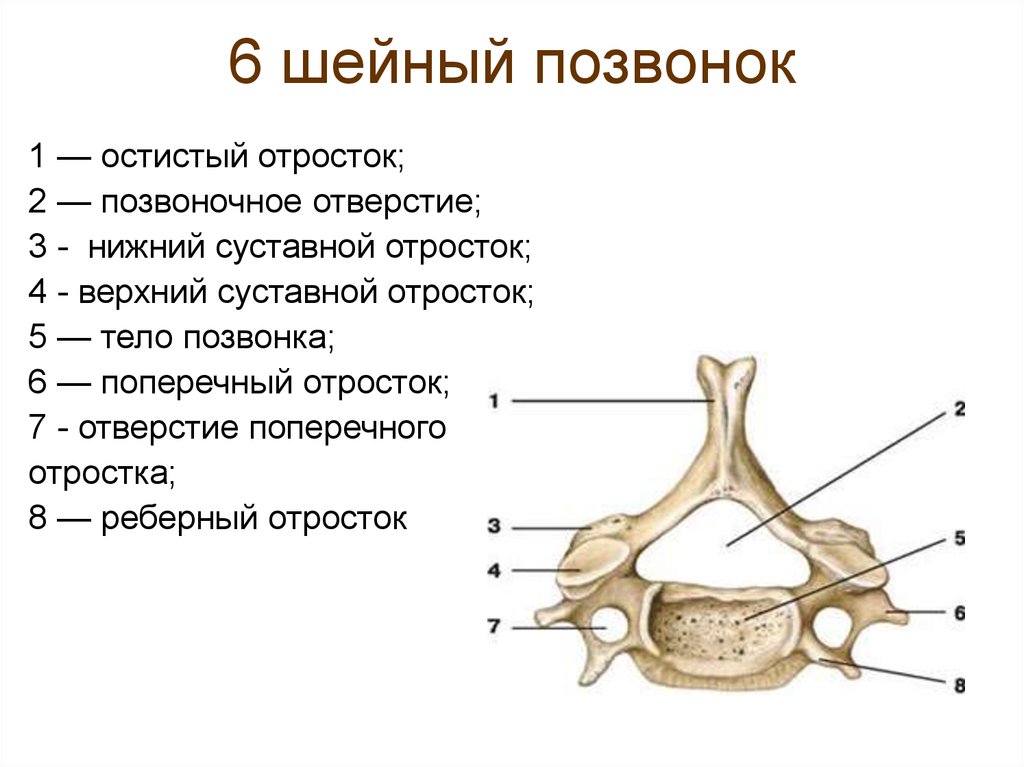 6 шейный позвонок
1 — остистый отросток;
2 — позвоночное отверстие;
3 -  нижний суставной отросток;
4 - верхний суставной отросток;
5 — тело позвонка;
6 — поперечный отросток;
7 - отверстие поперечного
отростка;
8 — реберный отросток
1
2
3
5
4
6
7
8